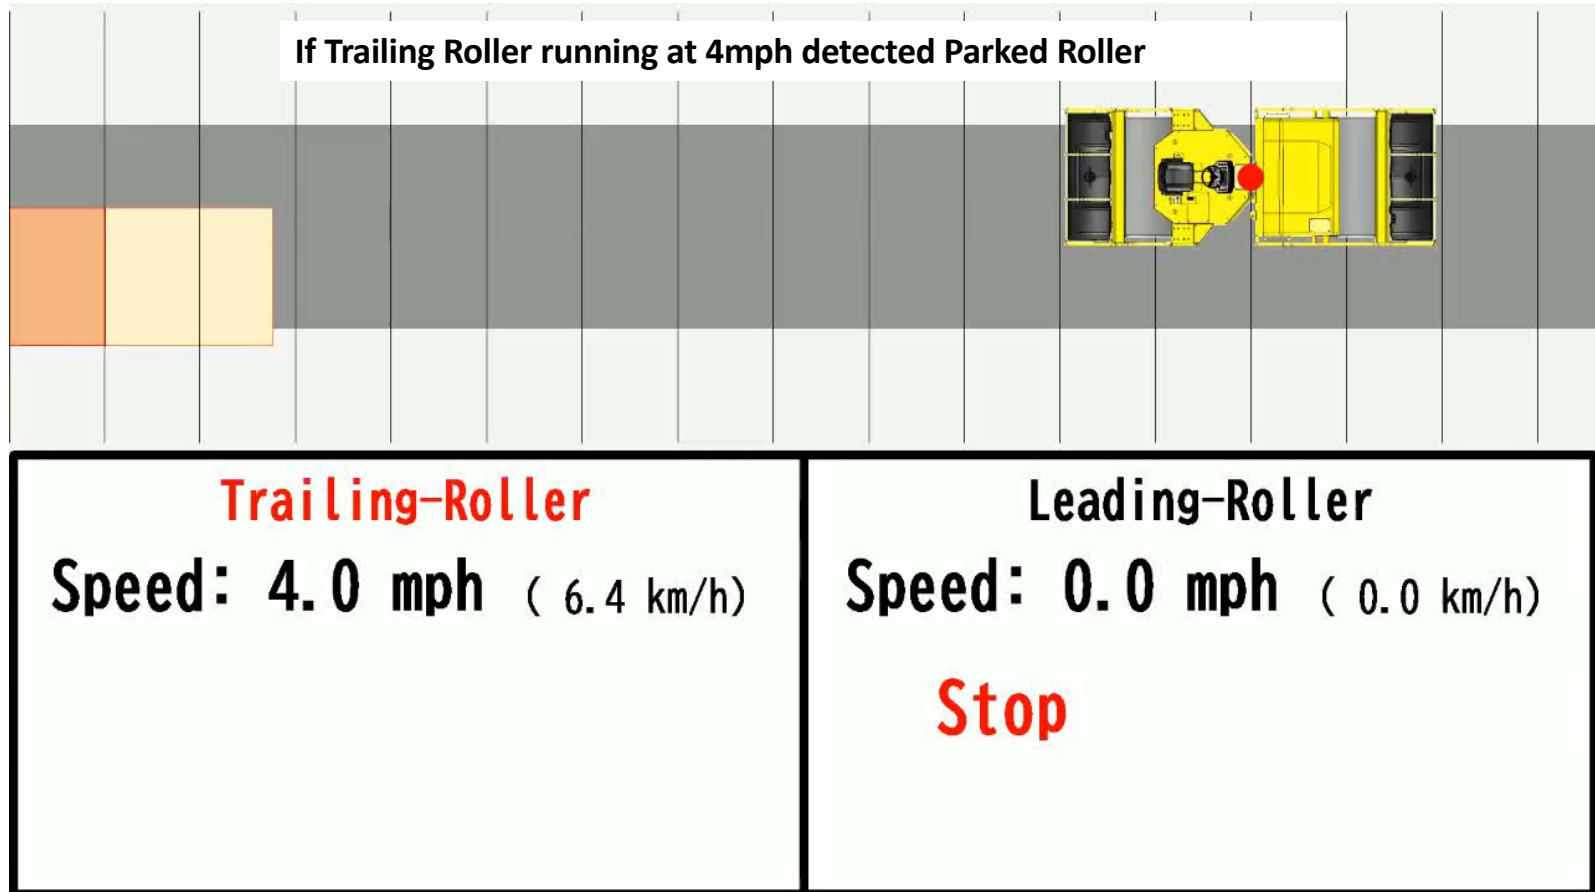 If Trailing Roller running at 4mph detected Parked Roller
Trailing-Roller
Speed: 4.0 mph ( 6.4 km/h)
Leading-Roller
Speed: 0.0 mph ( 0.0 km/h)
Stop